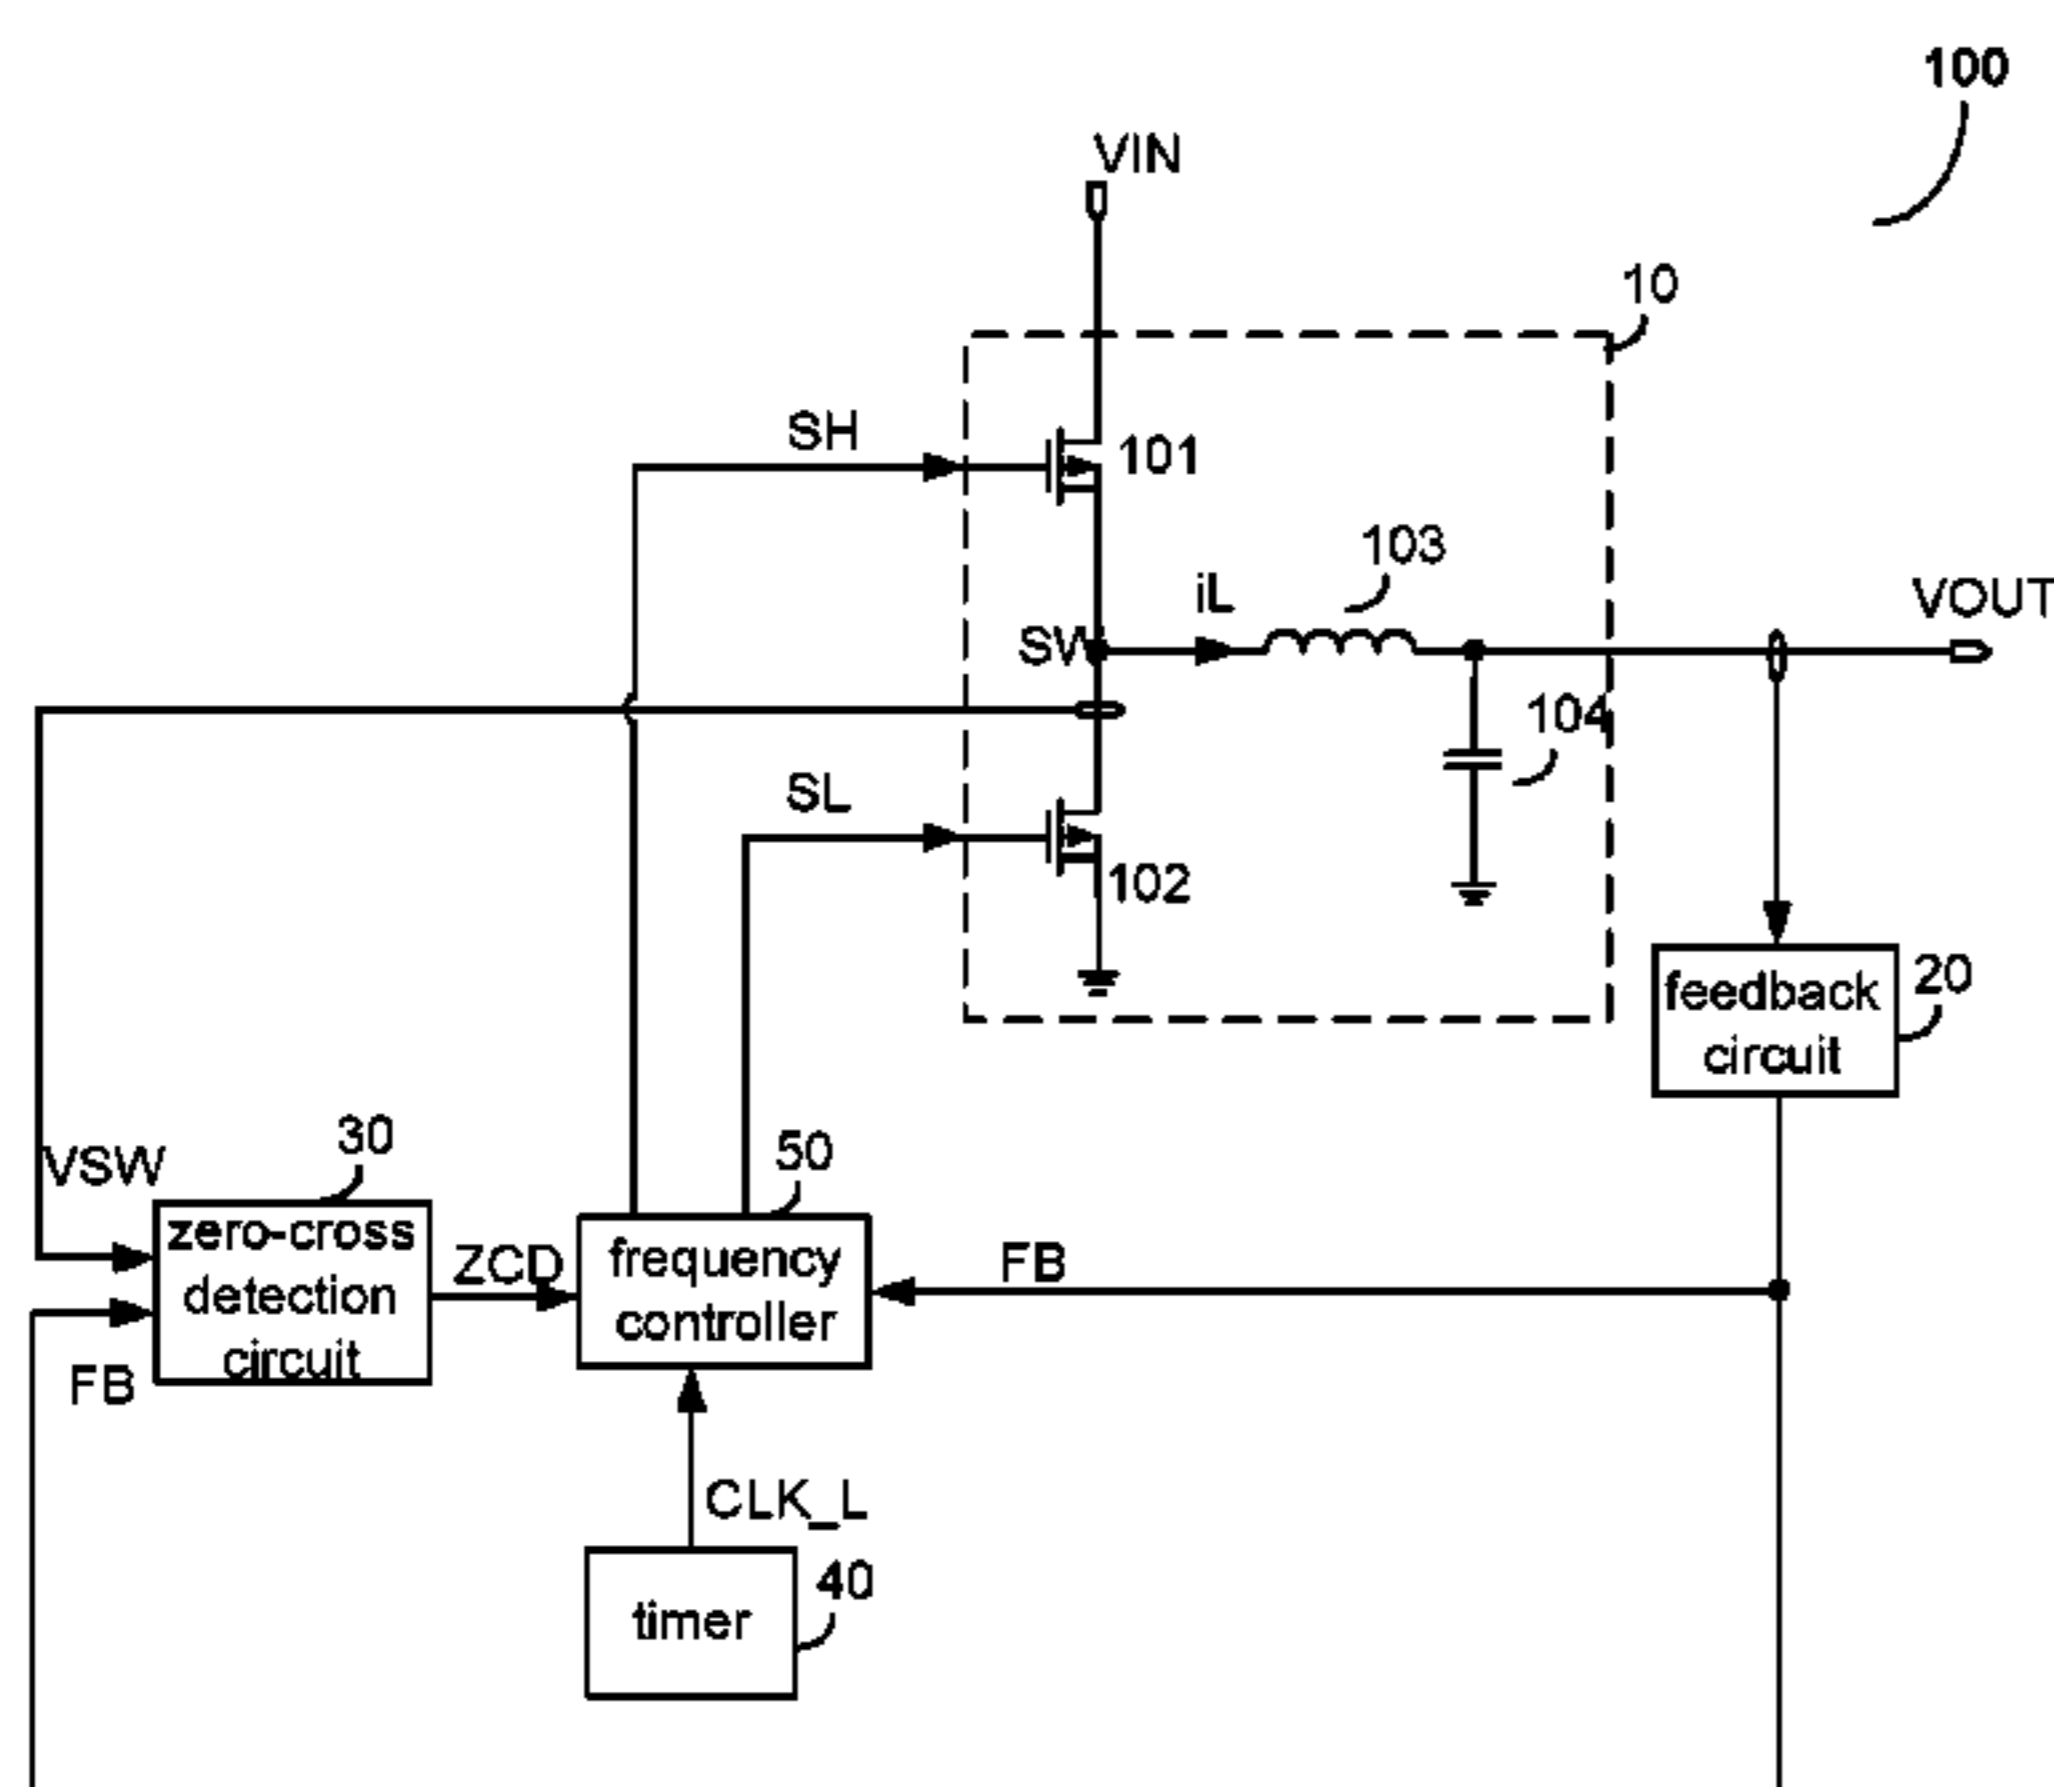 100
VIN
10
SH
101
103
iL
VOUT
SW
104
SL
102
feedback
circuit
20
VSW
30
50
zero-cross
detection
circuit
ZCD
frequency
controller
FB
FB
CLK_L
timer
40